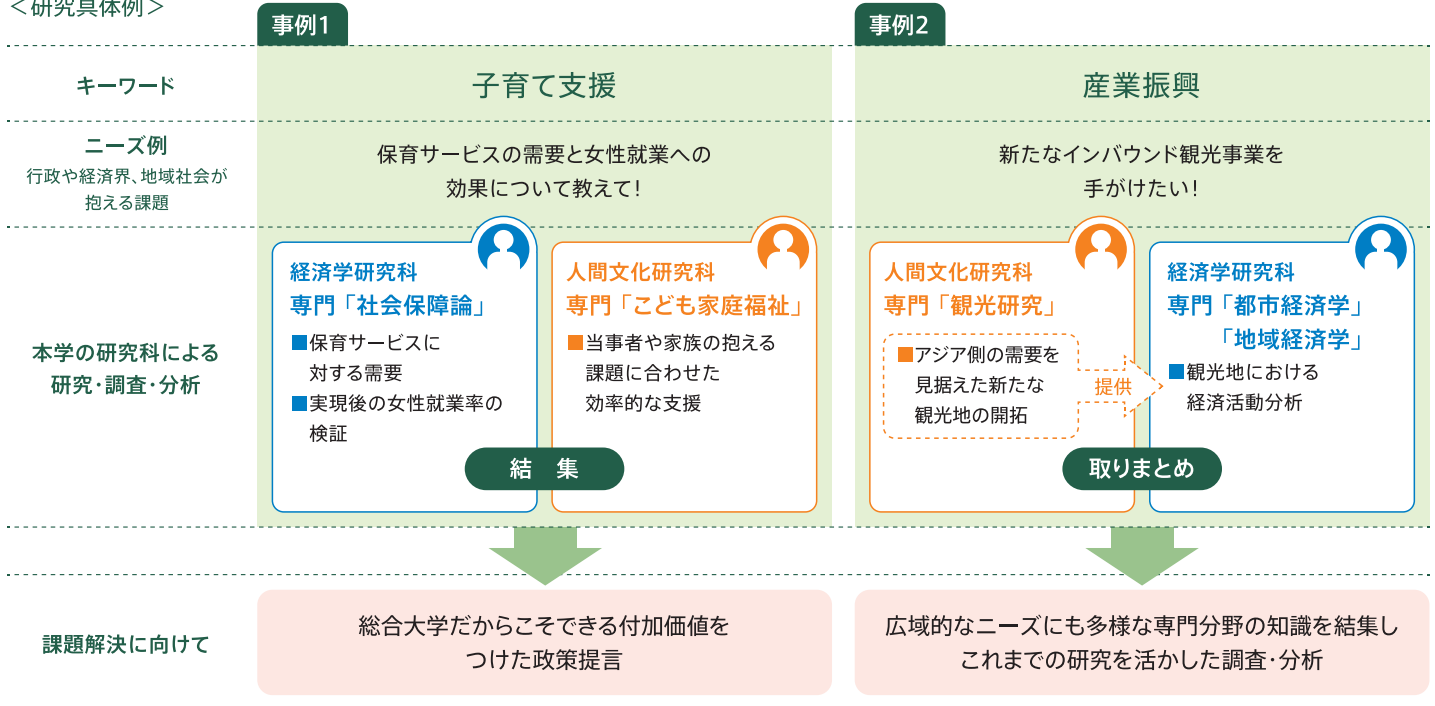 ＜研究具体例＞
事例1
事例2
キーワード
子育て支援
産業振興
ニーズ例
行政や経済界、地域社会が
抱える課題
保育サービスの需要と女性就業への
効果について教えて！
新たなインバウンド観光事業を
手がけたい！
本学の研究科による
研究・調査・分析
経済学研究科
専門「社会保障論」
■保育サービスに
対する需要
■実現後の女性就業率の
検証
人間文化研究科
専門「こども家庭福祉」
■当事者や家族の抱える
課題に合わせた
効率的な支援
結　集
人間文化研究科
専門「観光研究」
■アジア側の需要を
見据えた新たな
観光地の開拓
提供
経済学研究科
専門「都市経済学」
「地域経済学」
■観光地における
経済活動分析
取りまとめ
課題解決に向けて
総合大学だからこそできる付加価値を
つけた政策提言
広域的なニーズにも多様な専門分野の知識を結集し
これまでの研究を活かした調査・分析